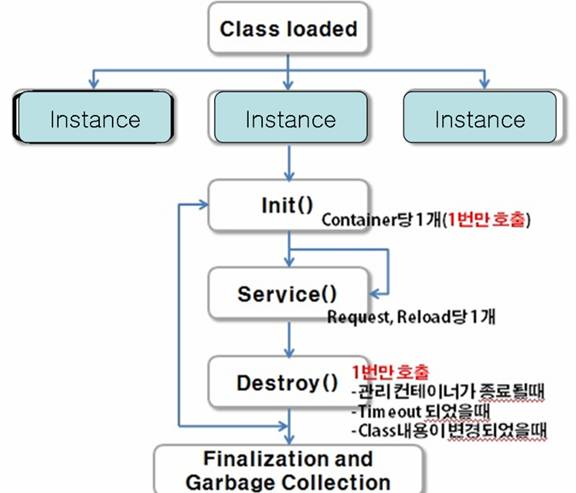 Class loaded
Instance
Instance
Instance
Init()
Container당 1개(1번만 호출)
Service()
Request, Reload당 1개
Destroy()
1번만 호출
-관리 컨테이너가 종료될때
-Timeout 되었을때
-Class내용이 변경되었을때
Finalization and
Garbage Collection